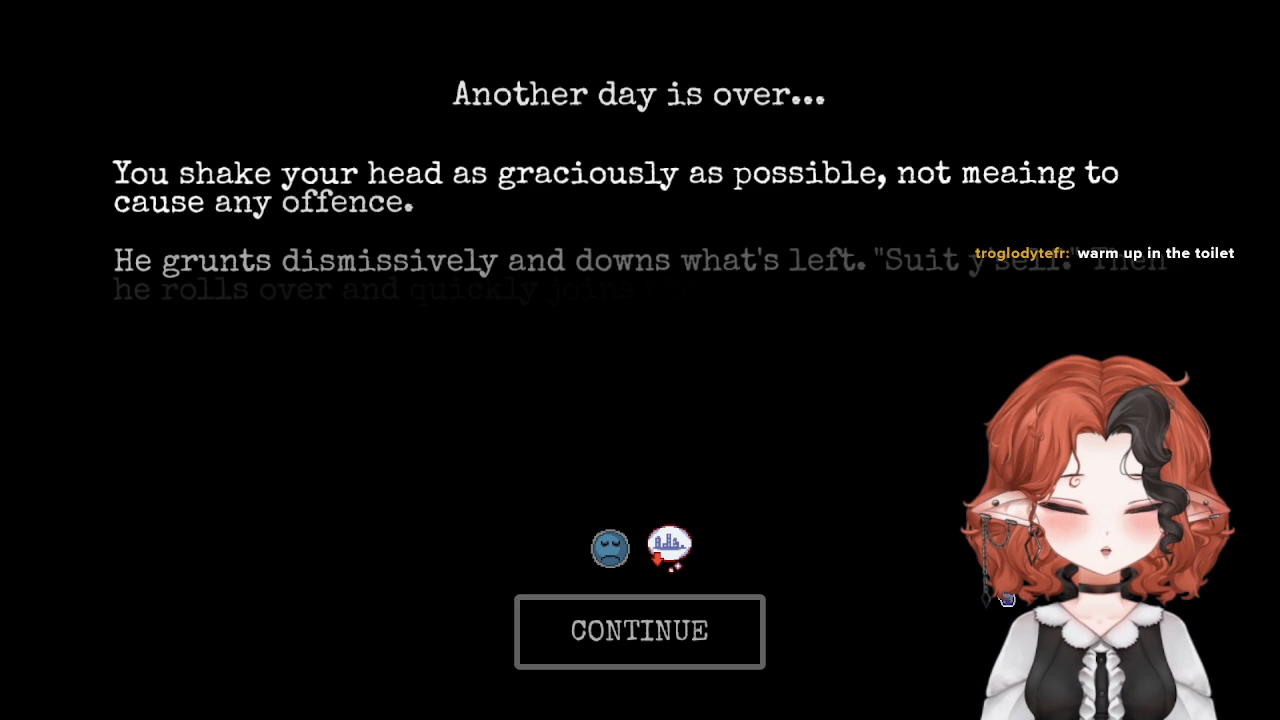 Another day is over...
You shake your head as graciously as possible, not meaing to
cause any offence.
He grunts dismissively and downs what's left. "Suit y'self." Then
troglodytefr: warm up in the toilet
he rolls over and quickly joins
CONTINUE